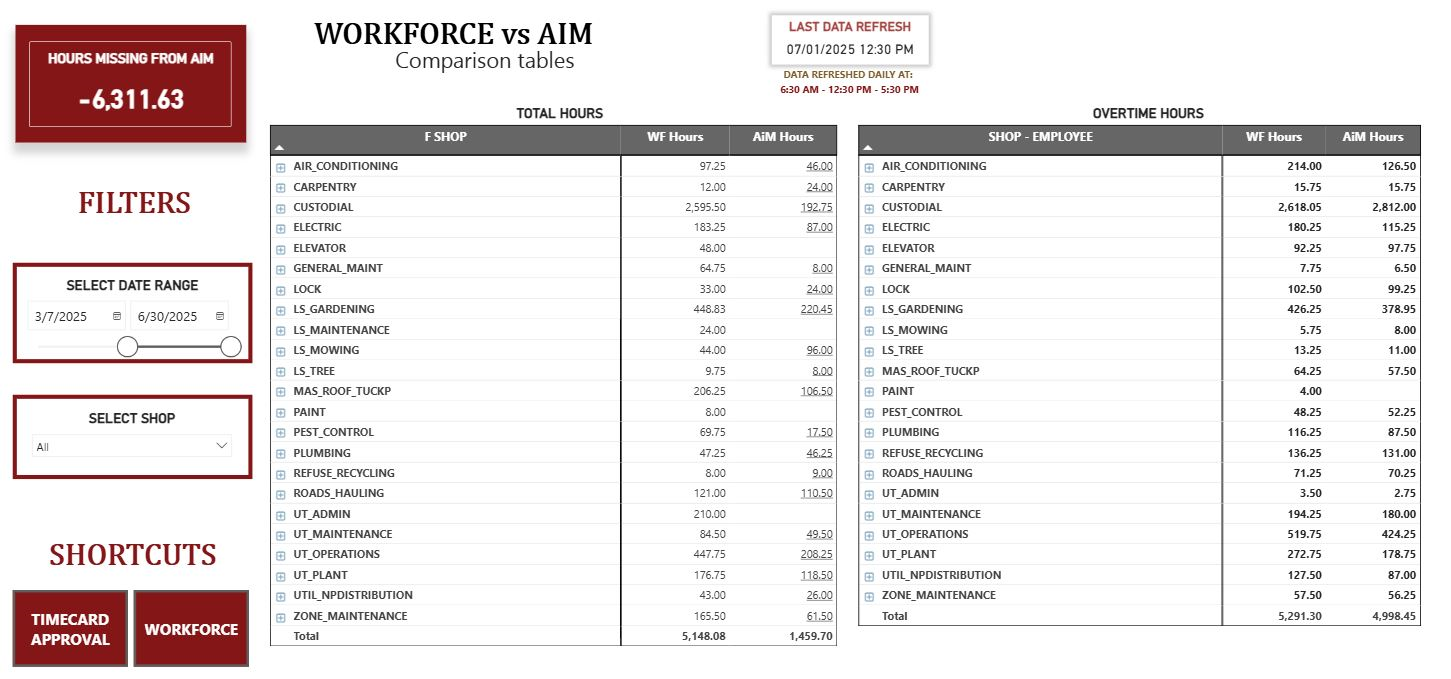 HOURS MISSING FROM AIM
-6,311.63
WORKFORCE vs AIM
Comparison tables
LAST DATA REFRESH
07/01/2025 12:30 PM
DATA REFRESHED DAILY AT:
6:30 AM - 12:30 PM - 5:30 PM
FILTERS
SELECT DATE RANGE
3/7/2025 6/30/2025
SELECT SHOP
All
SHORTCUTS
TIMECARD
APPROVAL
WORKFORCE
TOTAL HOURS
F SHOP WF Hours AiM Hours
AIR_CONDITIONING 97.25 46.00
CARPENTRY 12.00 24.00
CUSTODIAL 2,595.50 192.75
ELECTRIC 183.25 87.00
ELEVATOR 48.00
GENERAL_MAINT 64.75 8.00
LOCK 33.00 24.00
LS_GARDENING 448.83 220.45
LS_MAINTENANCE 24.00
LS_MOWING 44.00 96.00
LS_TREE 9.75 8.00
MAS_ROOF_TUCKP 206.25 106.50
PAINT 8.00
PEST_CONTROL 69.75 17.50
PLUMBING 47.25 46.25
REFUSE_RECYCLING 8.00 9.00
ROADS_HAULING 121.00 110.50
UT_ADMIN 210.00
UT_MAINTENANCE 84.50 49.50
UT_OPERATIONS 447.75 208.25
UT_PLANT 176.75 118.50
UTIL_NPDISTRIBUTION 43.00 26.00
ZONE_MAINTENANCE 165.50 61.50
Total 5,148.08 1,459.70
OVERTIME HOURS
SHOP - EMPLOYEE WF Hours AiM Hours
AIR_CONDITIONING 214.00 126.50
CARPENTRY 15.75 15.75
CUSTODIAL 2,618.05 2,812.00
ELECTRIC 180.25 115.25
ELEVATOR 92.25 97.75
GENERAL_MAINT 7.75 6.50
LOCK 102.50 99.25
LS_GARDENING 426.25 378.95
LS_MOWING 5.75 8.00
LS_TREE 13.25 11.00
MAS_ROOF_TUCKP 64.25 57.50
PAINT 4.00
PEST_CONTROL 48.25 52.25
PLUMBING 116.25 87.50
REFUSE_RECYCLING 136.25 131.00
ROADS_HAULING 71.25 70.25
UT_ADMIN 3.50 2.75
UT_MAINTENANCE 194.25 180.00
UT_OPERATIONS 519.75 424.25
UT_PLANT 272.75 178.75
UTIL_NPDISTRIBUTION 127.50 87.00
ZONE_MAINTENANCE 57.50 56.25
Total 5,291.30 4,998.45